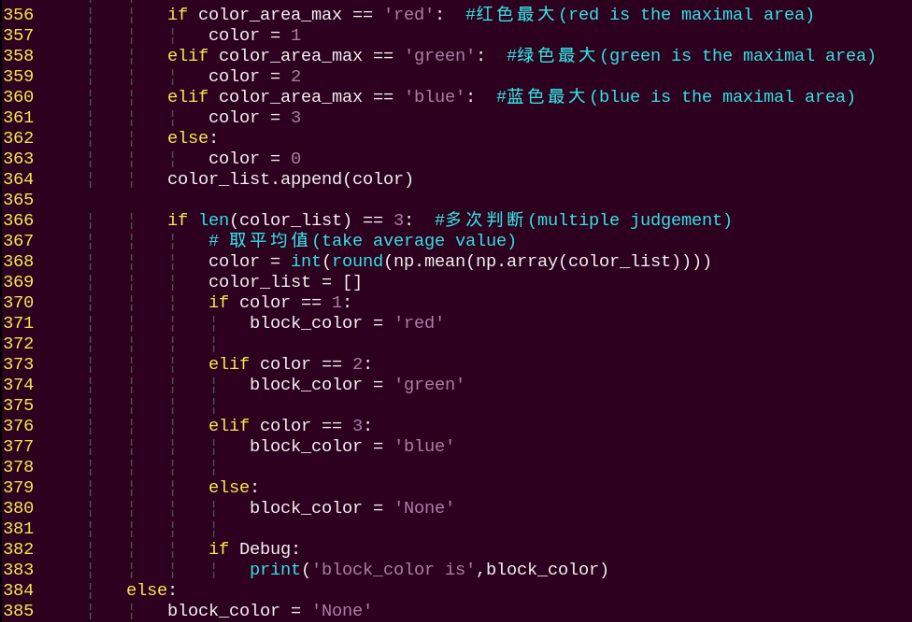 356 if color_area_max == 'red':  #红色最大(red is the maximal area)
357 color = 1
358 elif color_area_max == 'green':  #绿色最大(green is the maximal area)
359 color = 2
360 elif color_area_max == 'blue':  #蓝色最大(blue is the maximal area)
361 color = 3
362 else:
363 color = 0
364 color_list.append(color)
365
366 if len(color_list) == 3:  #多次判断(multiple judgement)
367 # 取平均值(take average value)
368 color = int(round(np.mean(np.array(color_list))))
369 color_list = []
370 if color == 1:
371 block_color = 'red'
372
373 elif color == 2:
374 block_color = 'green'
375
376 elif color == 3:
377 block_color = 'blue'
378
379 else:
380 block_color = 'None'
381
382 if Debug:
383 print('block_color is',block_color)
384 else:
385 block_color = 'None'